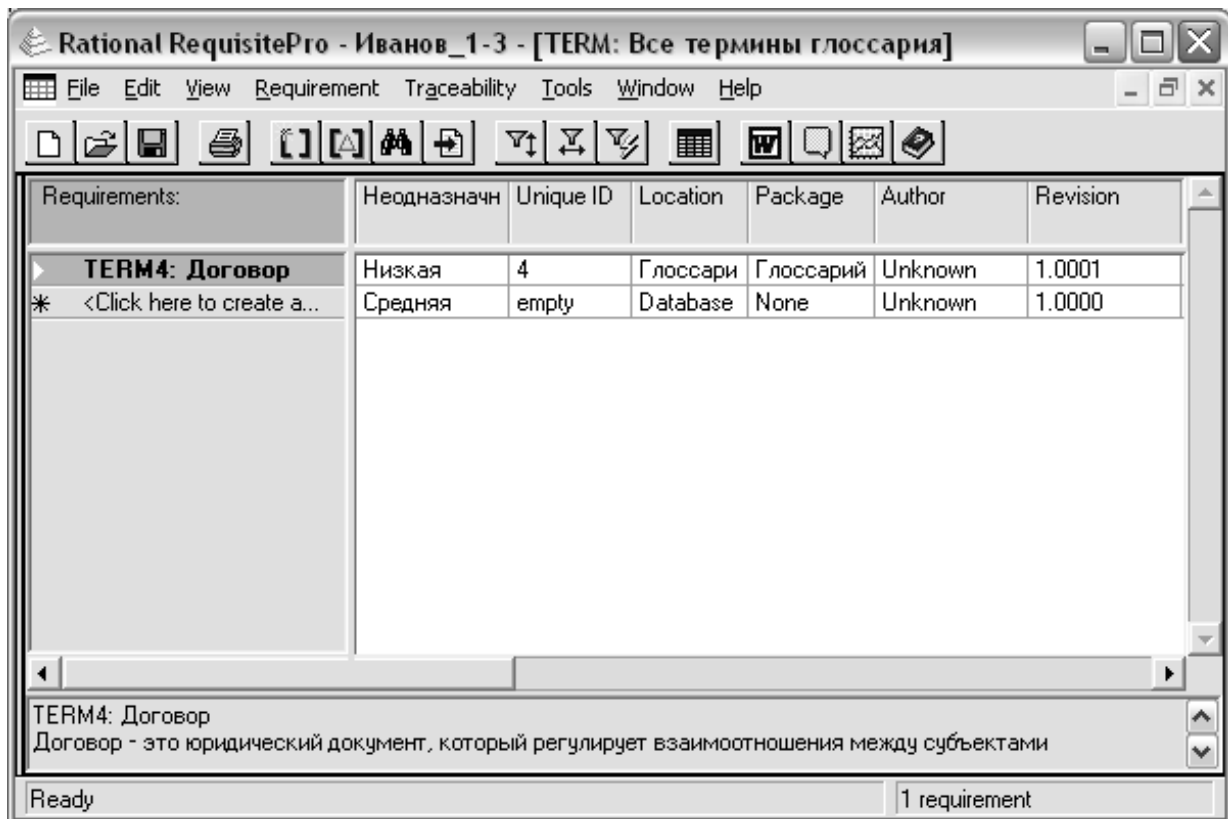 Rational RequisitePro - Иванов_1-3 - [TERM: Все термины глоссария]
File Edit View Requirement Traceability Tools Window Help
Requirements: Неодназначн Unique ID Location Package Author Revision
TERM4: Договор Низкая 4 Глоссари Глоссарий Unknown 1.0001
<Click here to create a... Средняя empty Database None Unknown 1.0000
TERM4: Договор
Договор - это юридический документ, который регулирует взаимоотношения между субъектами
Ready 1 requirement